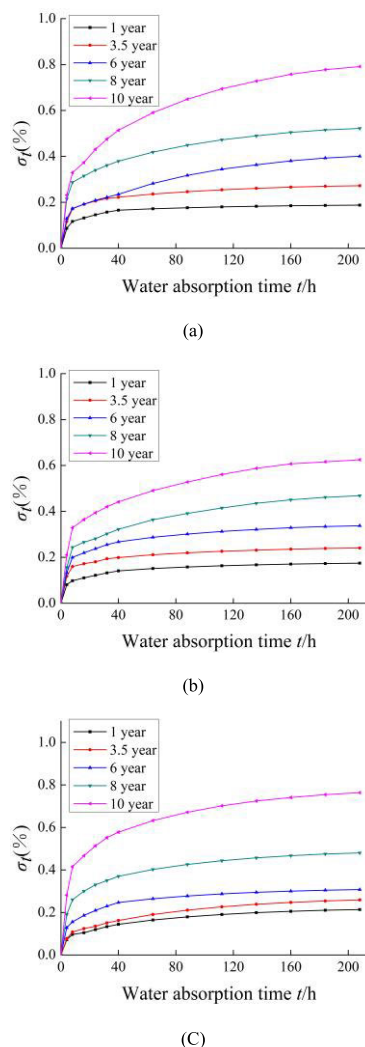 1.0
0.8
0.6
0.4
0.2
0.0
σt(%)
1 year
3.5 year
6 year
8 year
10 year
0 40 80 120 160 200
Water absorption time t/h
(a)
1.0
0.8
0.6
0.4
0.2
0.0
σt(%)
1 year
3.5 year
6 year
8 year
10 year
0 40 80 120 160 200
Water absorption time t/h
(b)
1.0
0.8
0.6
0.4
0.2
0.0
σt(%)
1 year
3.5 year
6 year
8 year
10 year
0 40 80 120 160 200
Water absorption time t/h
(C)